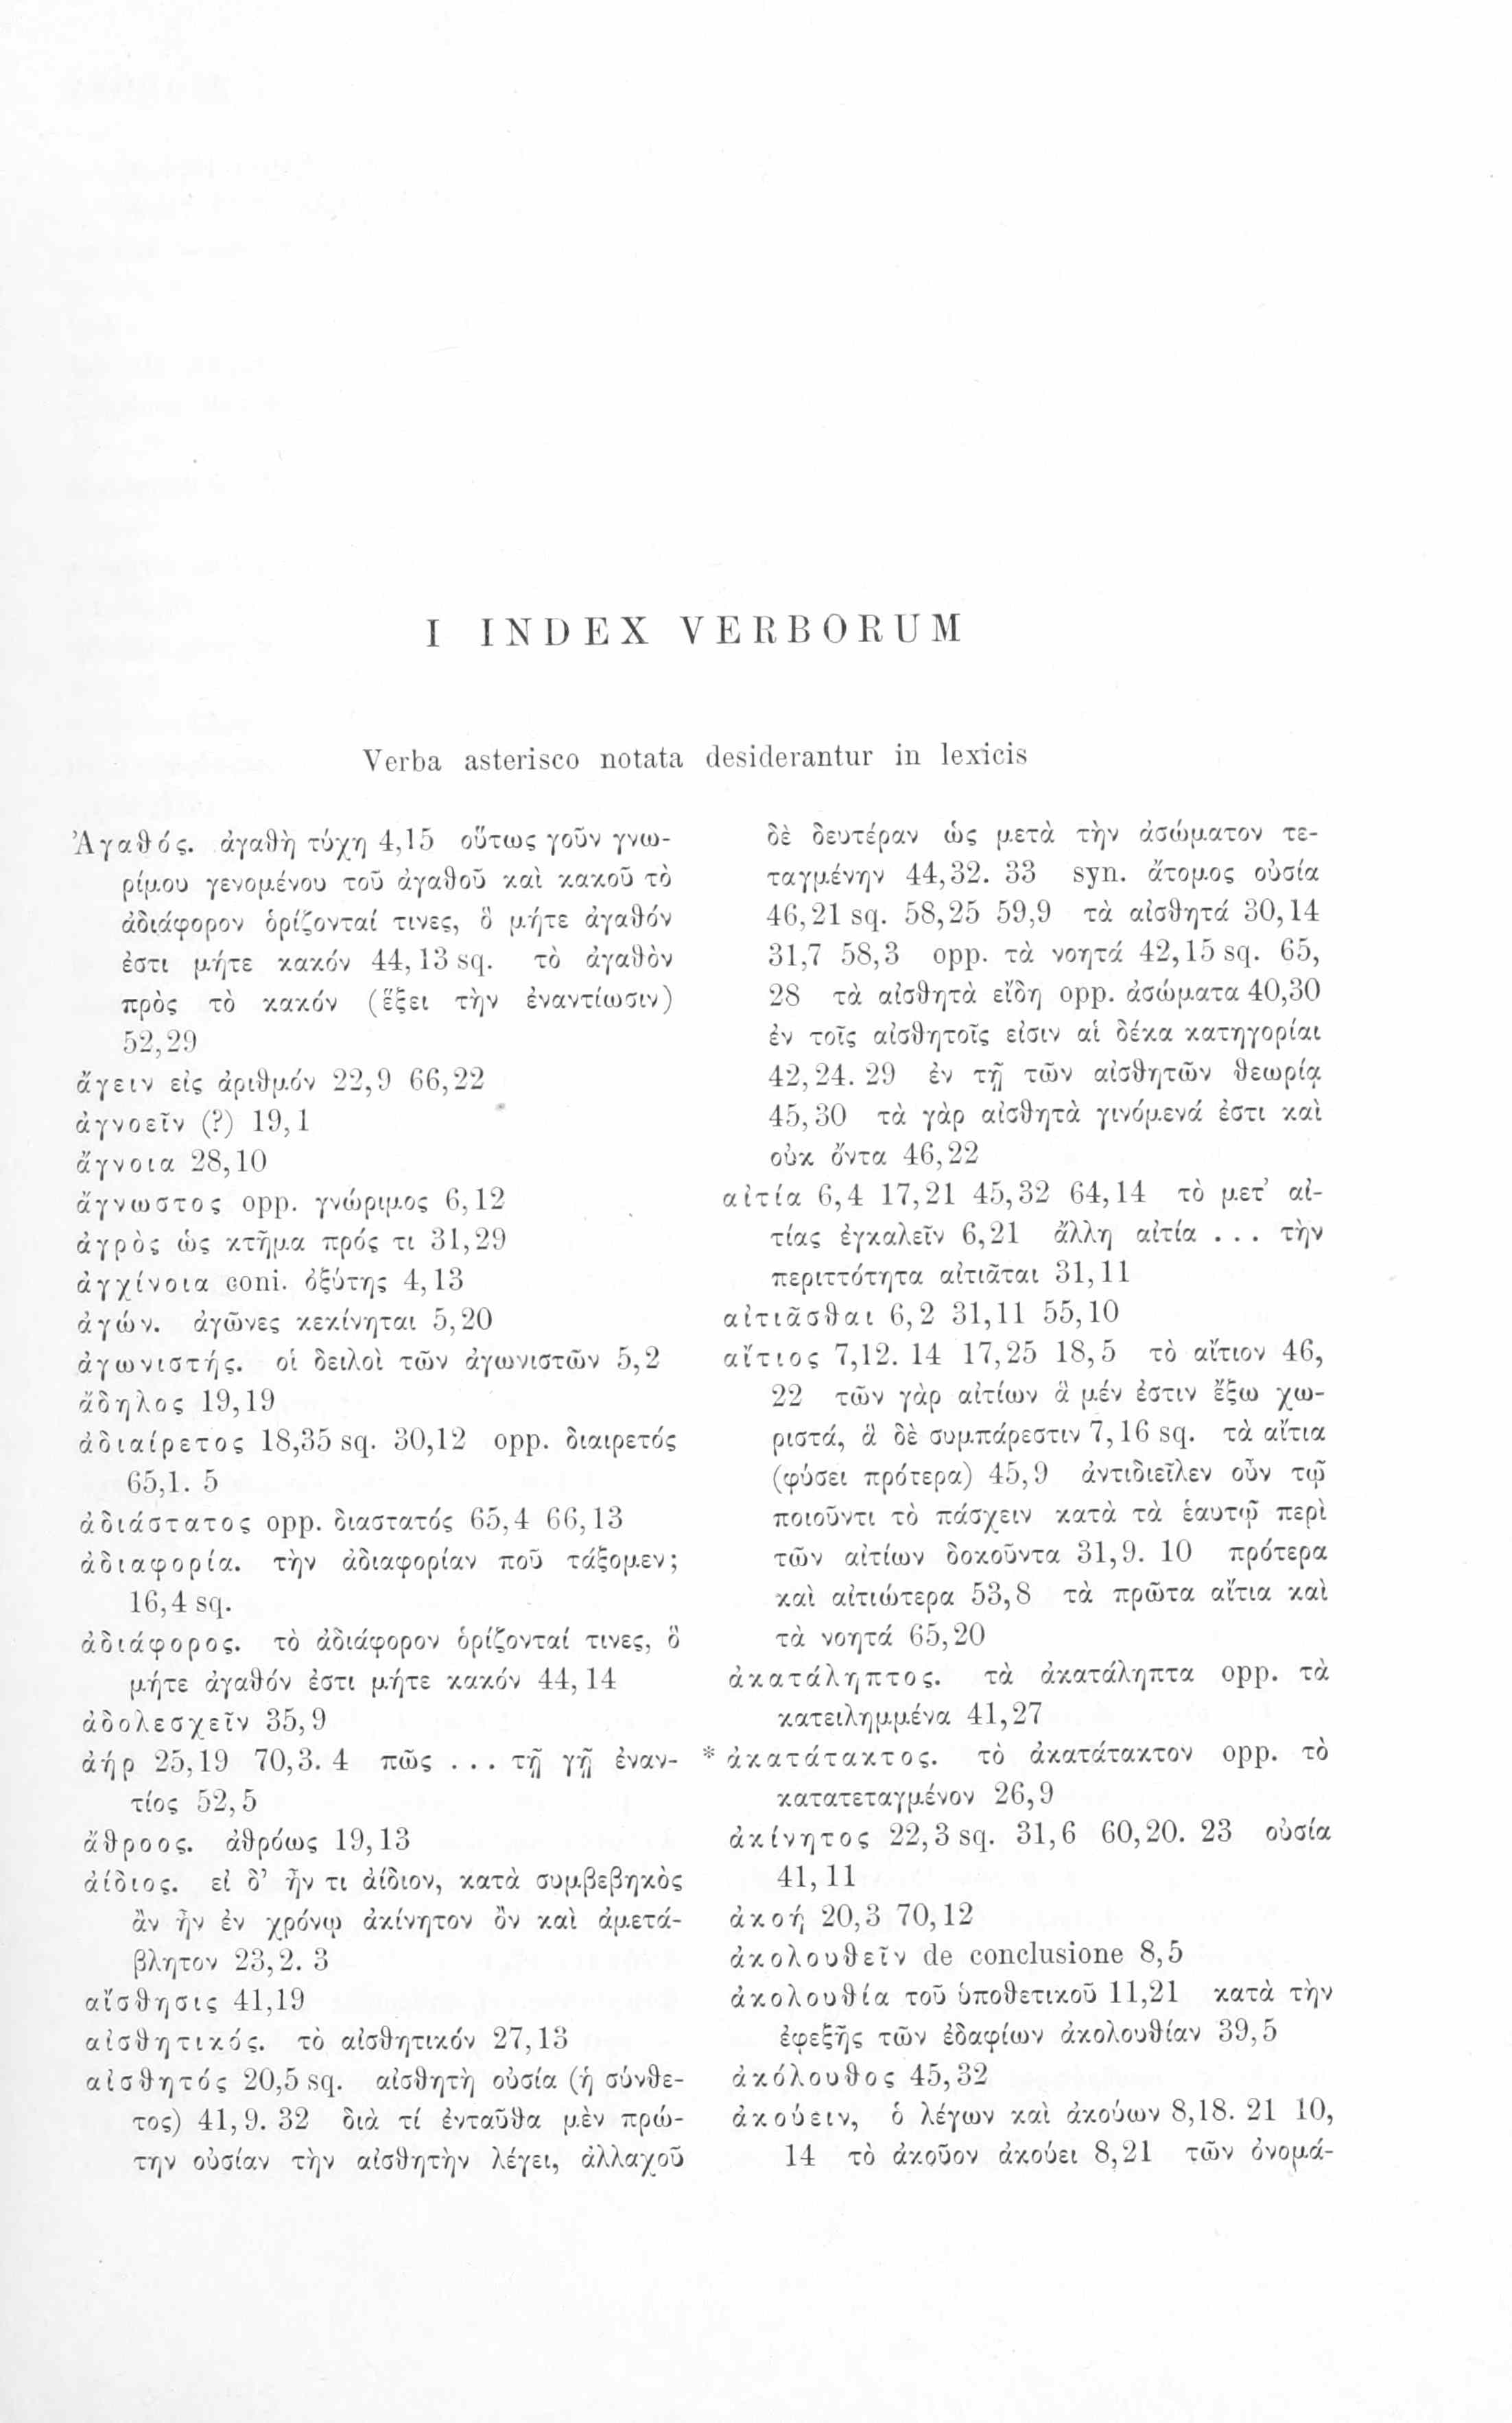 I INDEX VERBORUM
Verba asterisco notata desiderantur in lexicis
Ἀγαθός. ἀγαθὴ τύχη 4,15 οὕτως γοῦν γνω-
ρίμου γενομένου τοῦ ἀγαθοῦ καὶ κακοῦ τὸ
ἀδιάφορον ὁρίζονταί τινες, ὃ μήτε ἀγαθόν
ἐστι μήτε κακόν 44,13 sq. τὸ ἀγαθὸν
πρὸς τὸ κακόν (ἕξει τὴν ἐναντίωσιν)
52,29
ἄγειν εἰς ἀριθμόν 22,9 66,22
ἀγνοεῖν (?) 19,1
ἄγνοια 28,10
ἄγνωστος opp. γνώριμος 6,12
ἀγρὸς ὡς κτῆμα πρός τι 31,29
ἀγχίνοια coni. ὀξύτης 4,13
ἀγών. ἀγῶνες κεκίνηται 5,20
ἀγωνιστής. οἱ δειλοὶ τῶν ἀγωνιστῶν 5,2
ἄδηλος 19,19
ἀδιαίρετος 18,35 sq. 30,12 opp. διαιρετός
65,1. 5
ἀδιάστατος opp. διαστατός 65,4 66,13
ἀδιαφορία. τὴν ἀδιαφορίαν ποῦ τάξομεν;
16,4 sq.
ἀδιάφορος. τὸ ἀδιάφορον ὁρίζονταί τινες, ὃ
μήτε ἀγαθόν ἐστι μήτε κακόν 44,14
ἀδολεσχεῖν 35,9
ἀήρ 25,19 70,3. 4 πῶς ... τῇ γῇ ἐναν-
τίος 52,5
ἄθροος. ἀθρόως 19,13
ἀίδιος. εἰ δ’ ἦν τι ἀίδιον, κατὰ συμβεβηκὸς
ἂν ἦν ἐν χρόνῳ ἀκίνητον ὂν καὶ ἀμετά-
βλητον 23,2. 3
αἴσθησις 41,19
αἰσθητικός. τὸ αἰσθητικόν 27,13
αἰσθητός 20,5 sq. αἰσθητὴ οὐσία (ἡ σύνθε-
τος) 41,9. 32 διὰ τί ἐνταῦθα μὲν πρώ-
την οὐσίαν τὴν αἰσθητὴν λέγει, ἀλλαχοῦ
δὲ δευτέραν ὡς μετὰ τὴν ἀσώματον τε-
ταγμένην 44,32. 33 syn. ἄτομος οὐσία
46,21 sq. 58,25 59,9 τὰ αἰσθητά 30,14
31,7 58,3 opp. τὰ νοητά 42,15 sq. 65,
28 τὰ αἰσθητὰ εἴδη opp. ἀσώματα 40,30
ἐν τοῖς αἰσθητοῖς εἰσιν αἱ δέκα κατηγορίαι
42,24. 29 ἐν τῇ τῶν αἰσθητῶν θεωρίᾳ
45,30 τὰ γὰρ αἰσθητὰ γινόμενά ἐστι καὶ
οὐκ ὄντα 46,22
αἰτία 6,4 17,21 45,32 64,14 τὸ μετ’ αἰ-
τίας ἐγκαλεῖν 6,21 ἄλλη αἰτία ... τὴν
περιττότητα αἰτιᾶται 31,11
αἰτιᾶσθαι 6,2 31,11 55,10
αἴτιος 7,12. 14 17,25 18,5 τὸ αἴτιον 46,
22 τῶν γὰρ αἰτίων ἃ μέν ἐστιν ἔξω χω-
ριστά, ἃ δὲ συμπάρεστιν 7,16 sq. τὰ αἴτια
(φύσει πρότερα) 45,9 ἀντιδιεῖλεν οὖν τῷ
ποιοῦντι τὸ πάσχειν κατὰ τὰ ἑαυτῷ περὶ
τῶν αἰτίων δοκοῦντα 31,9. 10 πρότερα
καὶ αἰτιώτερα 53,8 τὰ πρῶτα αἴτια καὶ
τὰ νοητά 65,20
ἀκατάληπτος. τὰ ἀκατάληπτα opp. τὰ
κατειλημμένα 41,27
*ἀκατάτακτος. τὸ ἀκατάτακτον opp. τὸ
κατατεταγμένον 26,9
ἀκίνητος 22,3 sq. 31,6 60,20. 23 οὐσία
41,11
ἀκοή 20,3 70,12
ἀκολουθεῖν de conclusione 8,5
ἀκολουθία τοῦ ὑποθετικοῦ 11,21 κατὰ τὴν
ἐφεξῆς τῶν ἐδαφίων ἀκολουθίαν 39,5
ἀκόλουθος 45,32
ἀκούειν, ὁ λέγων καὶ ἀκούων 8,18. 21 10,
14 τὸ ἀκοῦον ἀκούει 8,21 τῶν ὀνομά-